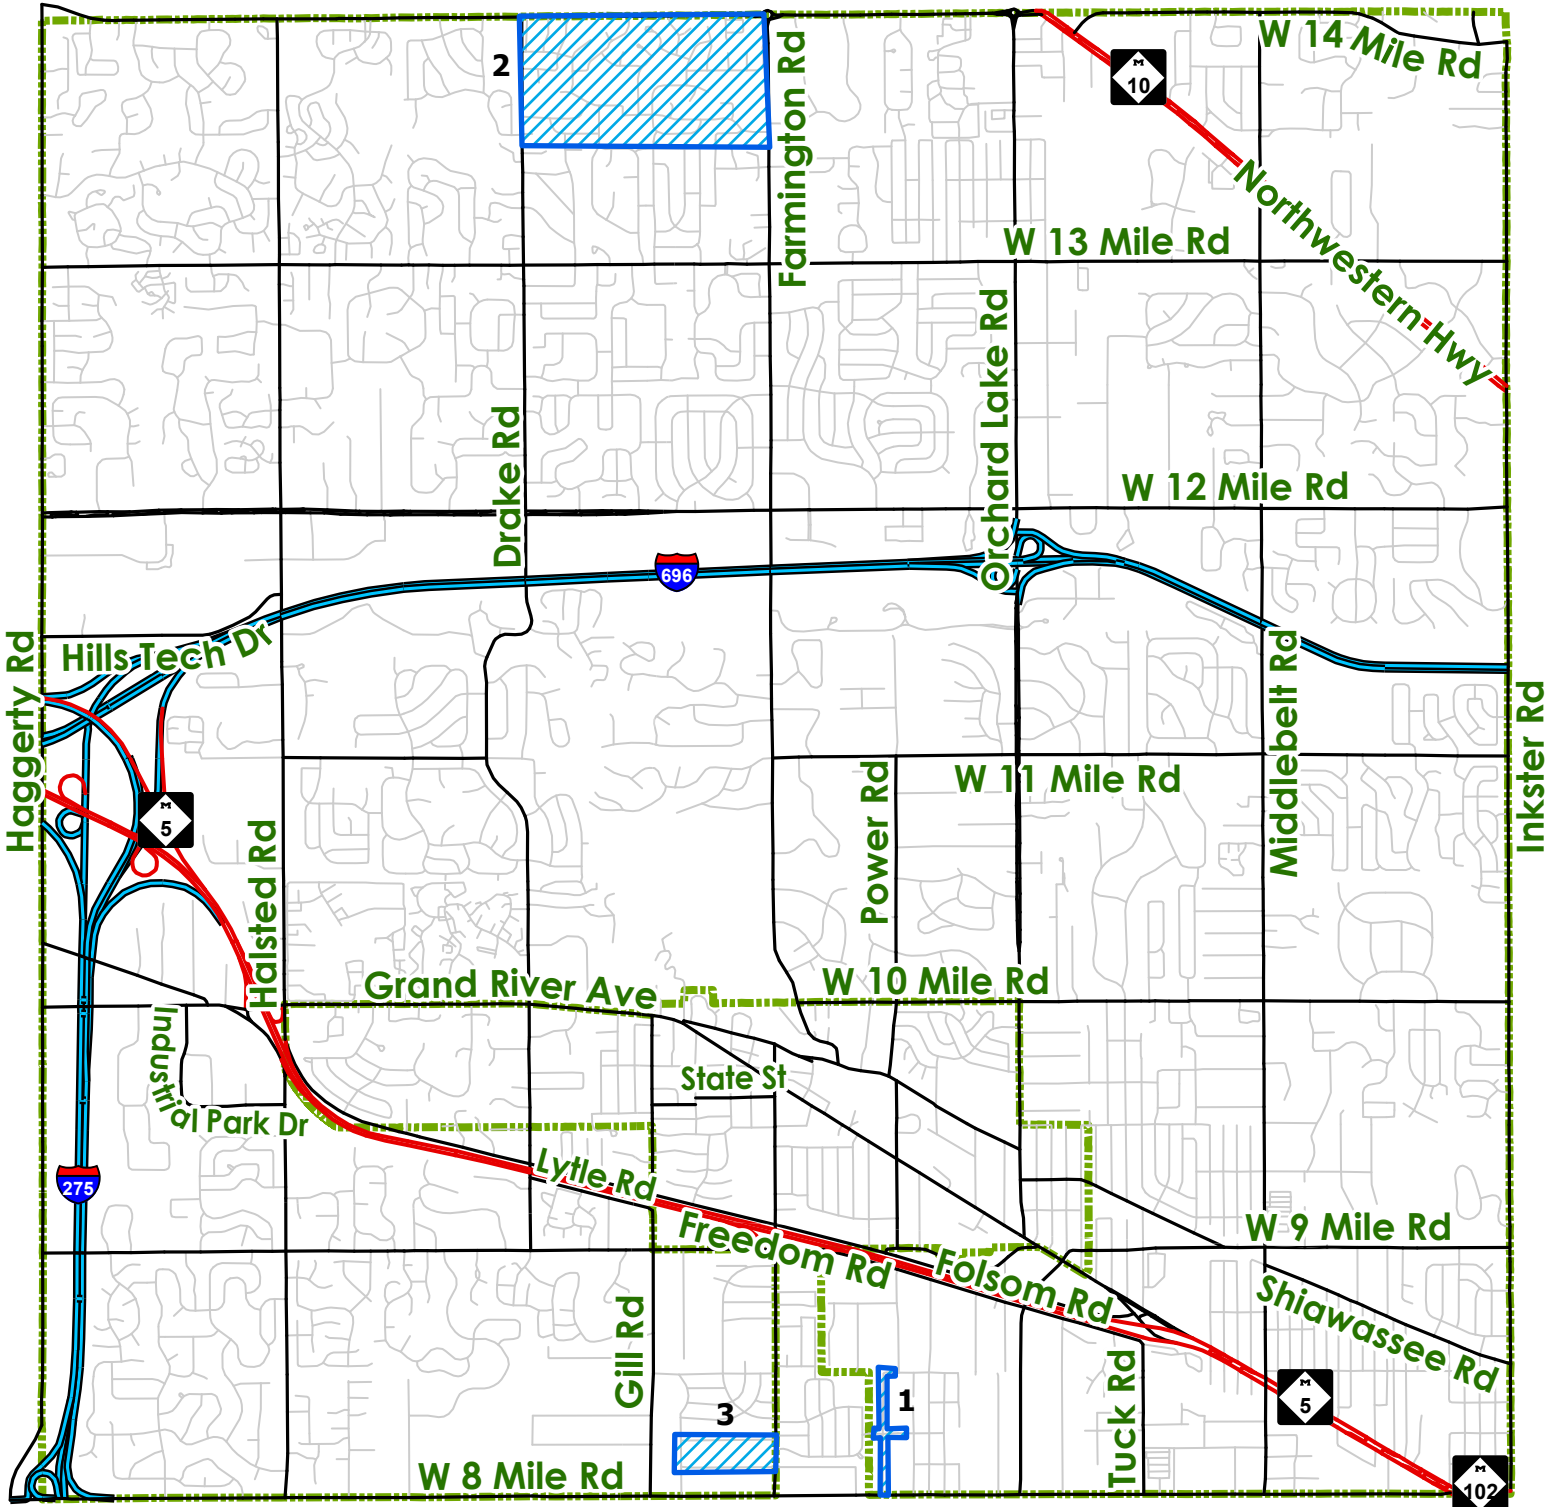 W 14 Mile Rd
2
Farmington Rd
M
10
Northwestern Hwy
W 13 Mile Rd
Orchard Lake Rd
Drake Rd
W 12 Mile Rd
696
Hills Tech Dr
Haggerty Rd
Middlebelt Rd
Inkster Rd
W 11 Mile Rd
Power Rd
M
5
Halsted Rd
Grand River Ave
W 10 Mile Rd
Industrial Park Dr
State St
Lytle Rd
275
Freedom Rd
Folsom Rd
W 9 Mile Rd
Shiawassee Rd
Gill Rd
Tuck Rd
M
5
1
3
W 8 Mile Rd
M
102